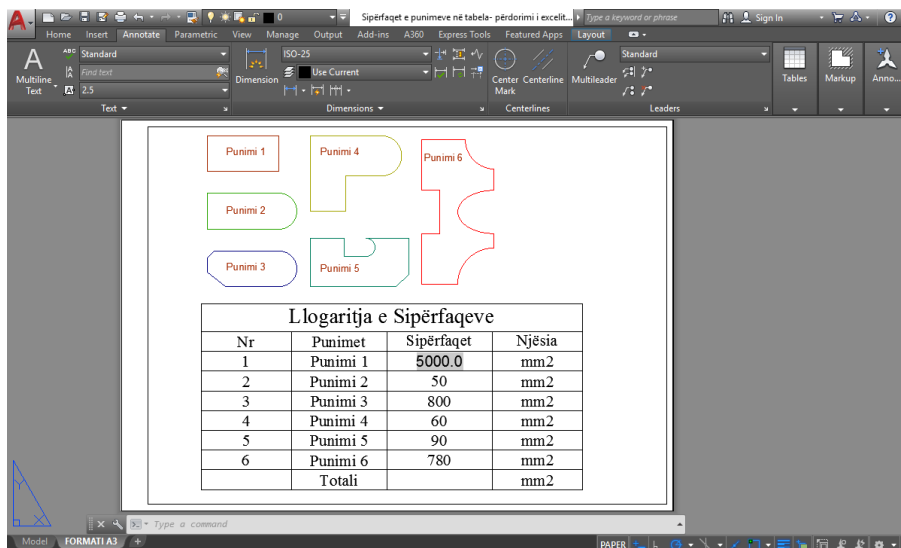 Sipërfaqet e punimeve në tabela- përdorimi i excelit...
Type a keyword or phrase
Sign In
0
Home Insert Annotate Parametric View Manage Output Add-ins A360 Express Tools Featured Apps Layout
A
Multiline
Text
ABC
Standard
Find text
2.5
Text
Dimension
ISO-25
Use Current
Dimensions
Center
Mark
Centerline
Centerlines
Multileader
Standard
Leaders
Tables
Markup
Anno...
Punimi 1
Punimi 4
Punimi 6
Punimi 2
Punimi 3
Punimi 5
Llogaritja e Sipërfaqeve
Nr Punimet Sipërfaqet Njësia
1 Punimi 1 5000.0 mm2
2 Punimi 2 50 mm2
3 Punimi 3 800 mm2
4 Punimi 4 60 mm2
5 Punimi 5 90 mm2
6 Punimi 6 780 mm2
Totali mm2
Y
X
Type a command
Model FORMATI A3 +
PAPER